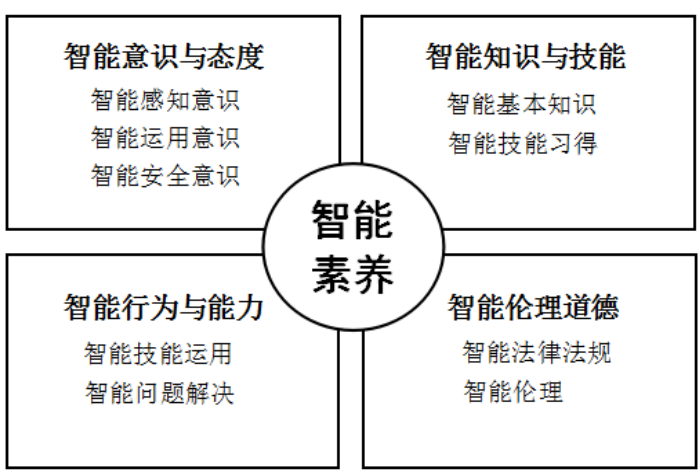 智能意识与态度
智能感知意识
智能运用意识
智能安全意识
智能知识与技能
智能基本知识
智能技能习得
智能
素养
智能行为与能力
智能技能运用
智能问题解决
智能伦理道德
智能法律法规
智能伦理